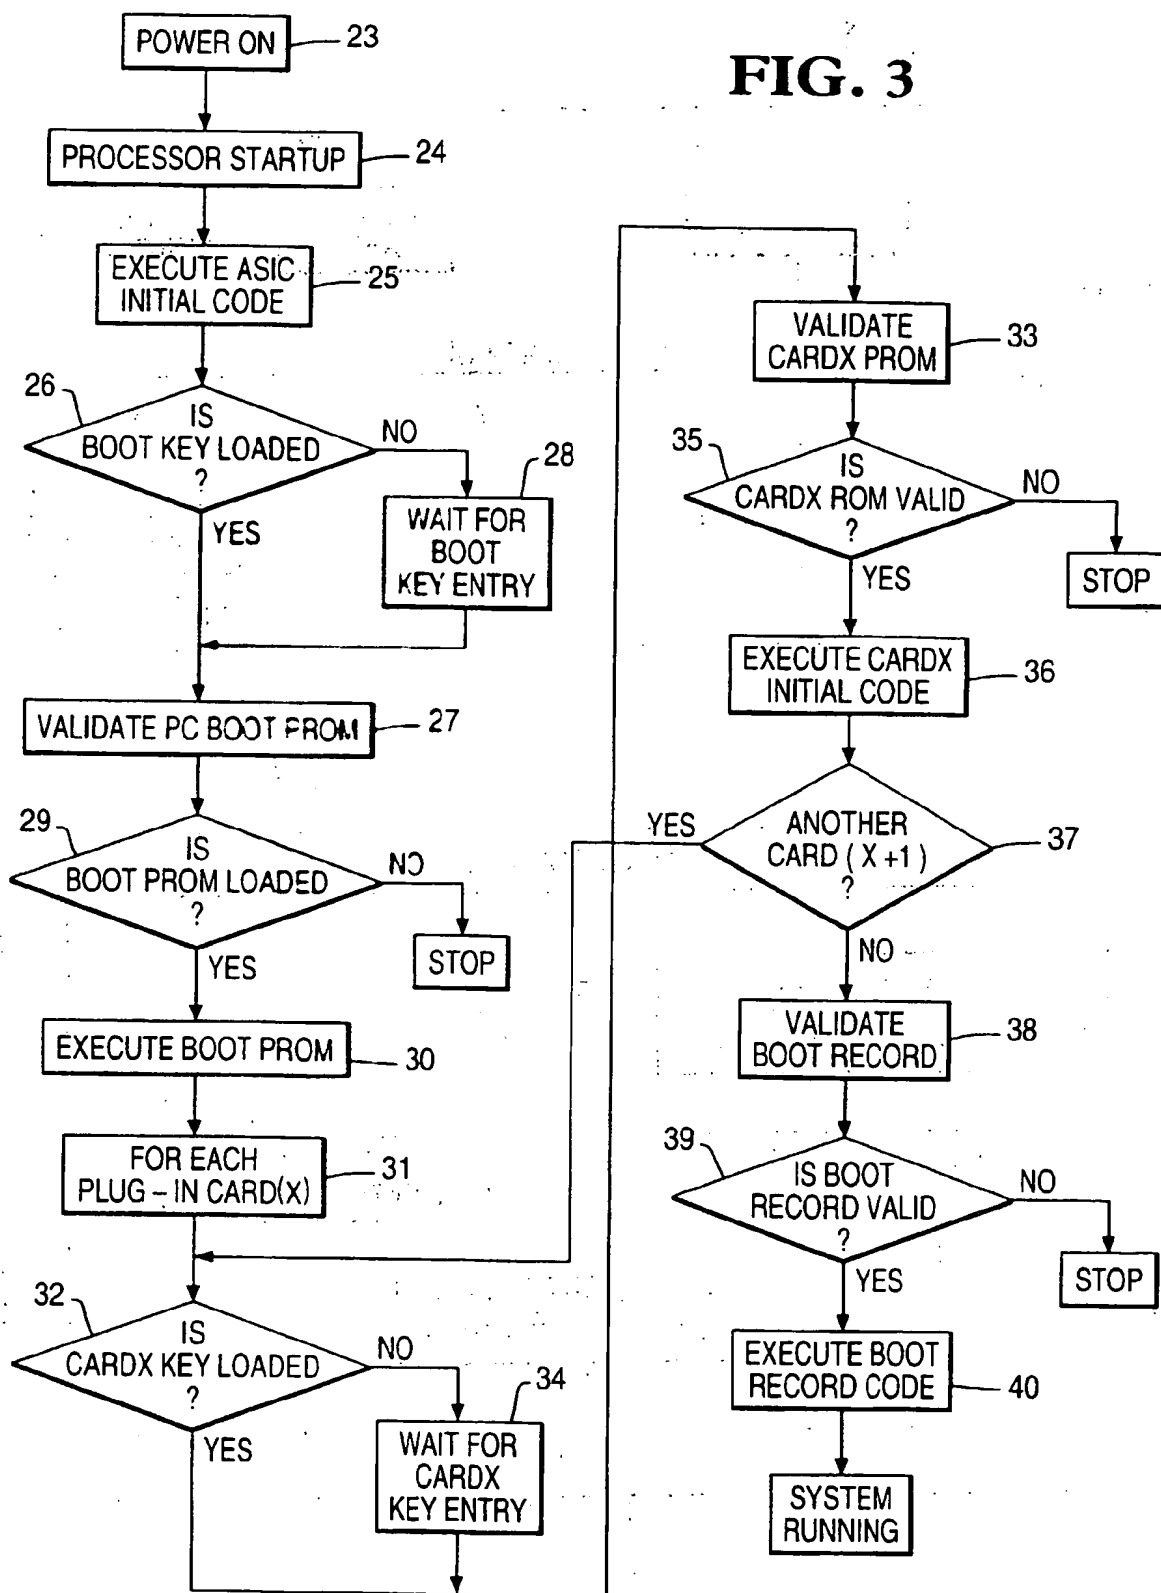 FIG. 3
POWER ON
23
PROCESSOR STARTUP
24
EXECUTE ASIC
INITIAL CODE
25
26
IS
BOOT KEY LOADED
?
NO
YES
28
WAIT FOR
BOOT
KEY ENTRY
VALIDATE PC BOOT PROM
27
29
IS
BOOT PROM LOADED
?
NO
YES
STOP
EXECUTE BOOT PROM
30
FOR EACH
PLUG-IN CARD(X)
31
32
IS
CARDX KEY LOADED
?
NO
YES
34
WAIT FOR
CARDX
KEY ENTRY
VALIDATE
CARDX PROM
33
35
IS
CARDX ROM VALID
?
NO
YES
STOP
EXECUTE CARDX
INITIAL CODE
36
YES
ANOTHER
CARD (X+1)
?
37
NO
VALIDATE
BOOT RECORD
38
39
IS BOOT
RECORD VALID
?
NO
YES
STOP
EXECUTE BOOT
RECORD CODE
40
SYSTEM
RUNNING